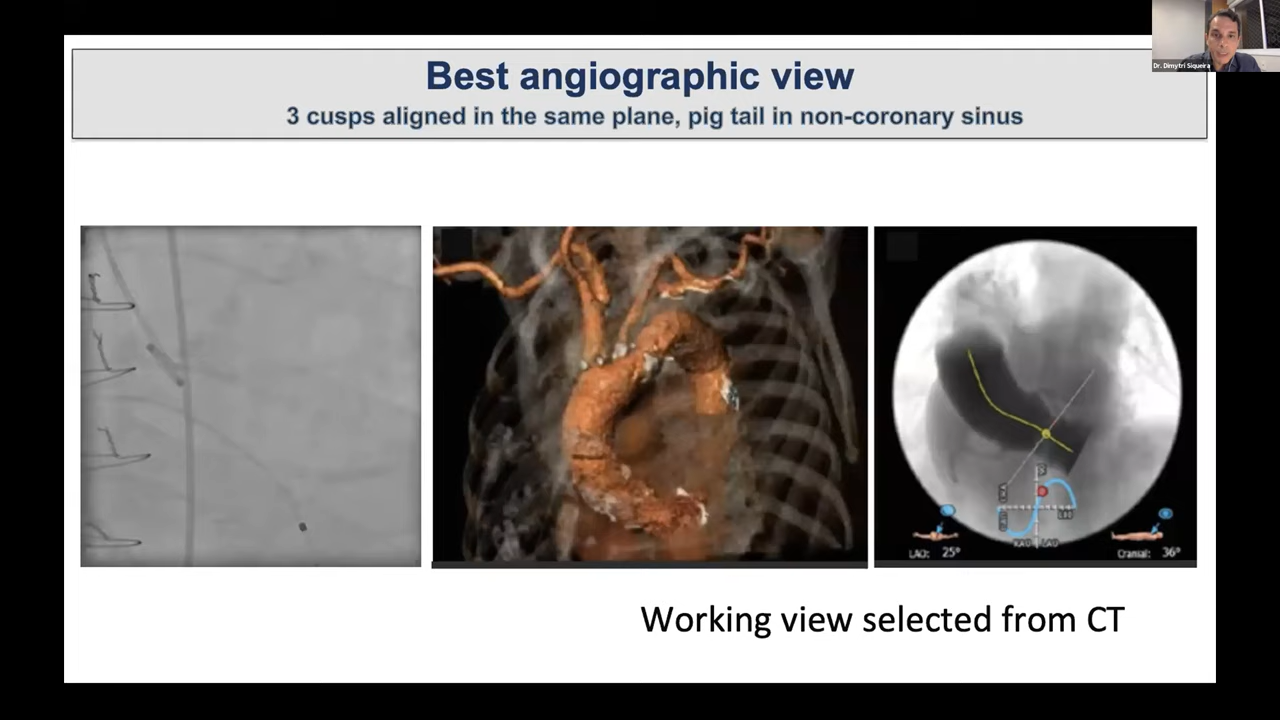 Dr. Dimytri Siqueira
Best angiographic view
3 cusps aligned in the same plane, pig tail in non-coronary sinus
LAO: 25°
Cranial: 36°
Working view selected from CT